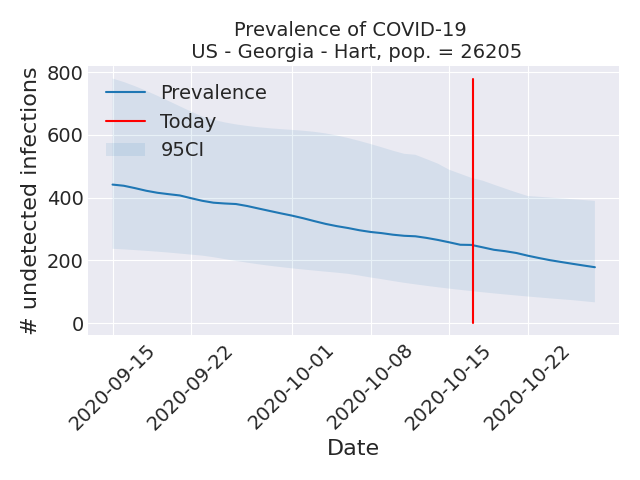 Prevalence of COVID-19
US - Georgia - Hart, pop. = 26205
# undetected infections
800
600
400
200
0
Prevalence
Today
95CI
2020-09-15
2020-09-22
2020-10-01
2020-10-08
2020-10-15
2020-10-22
Date